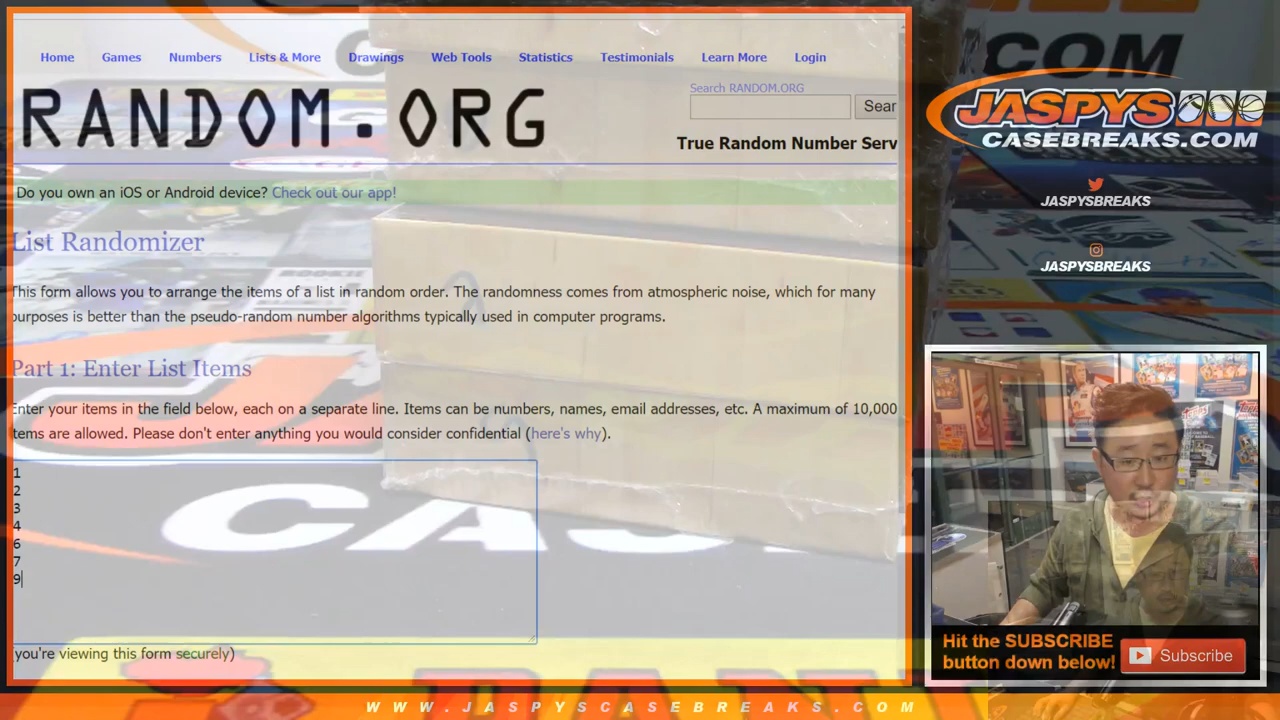 Home Games Numbers Lists & More Drawings Web Tools Statistics Testimonials Learn More Login
Search RANDOM.ORG
RANDOM.ORG
Sear
True Random Number Serv
Do you own an iOS or Android device? Check out our app!
List Randomizer
This form allows you to arrange the items of a list in random order. The randomness comes from atmospheric noise, which for many
purposes is better than the pseudo-random number algorithms typically used in computer programs.
Part 1: Enter List Items
Enter your items in the field below, each on a separate line. Items can be numbers, names, email addresses, etc. A maximum of 10,000
items are allowed. Please don't enter anything you would consider confidential (here's why).
1
2
3
4
6
7
9
(you're viewing this form securely)
.COM
JASPYS
CASEBREAKS.COM
JASPYSBREAKS
JASPYSBREAKS
Hit the SUBSCRIBE
button down below!
Subscribe
WWW.JASPYSCASEBREAKS.COM